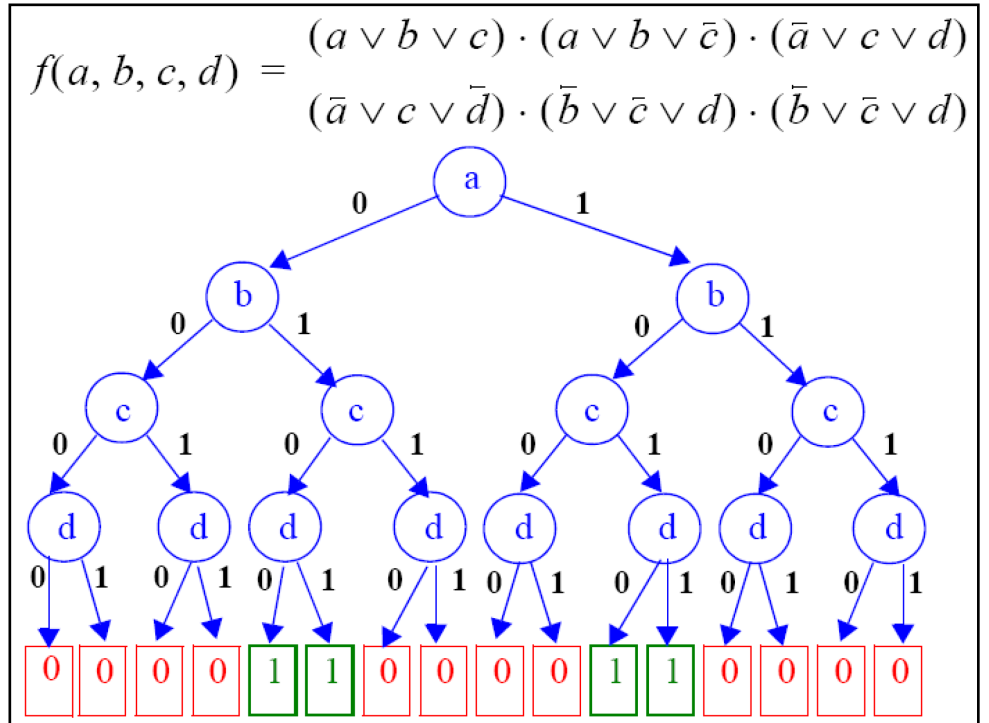 (a ∨ b ∨ c) · (a ∨ b ∨ c̄) · (ā ∨ c ∨ d)
f(a, b, c, d) =
(ā ∨ c ∨ d̄) · (b̄ ∨ c̄ ∨ d) · (b̄ ∨ c̄ ∨ d)
a
0 1
b b
0 1 0 1
c c c c
0 1 0 1 0 1 0 1
d d d d d d d d
0 1 0 1 0 1 0 1 0 1 0 1 0 1 0 1
0 0 0 0 1 1 0 0 0 0 1 1 0 0 0 0